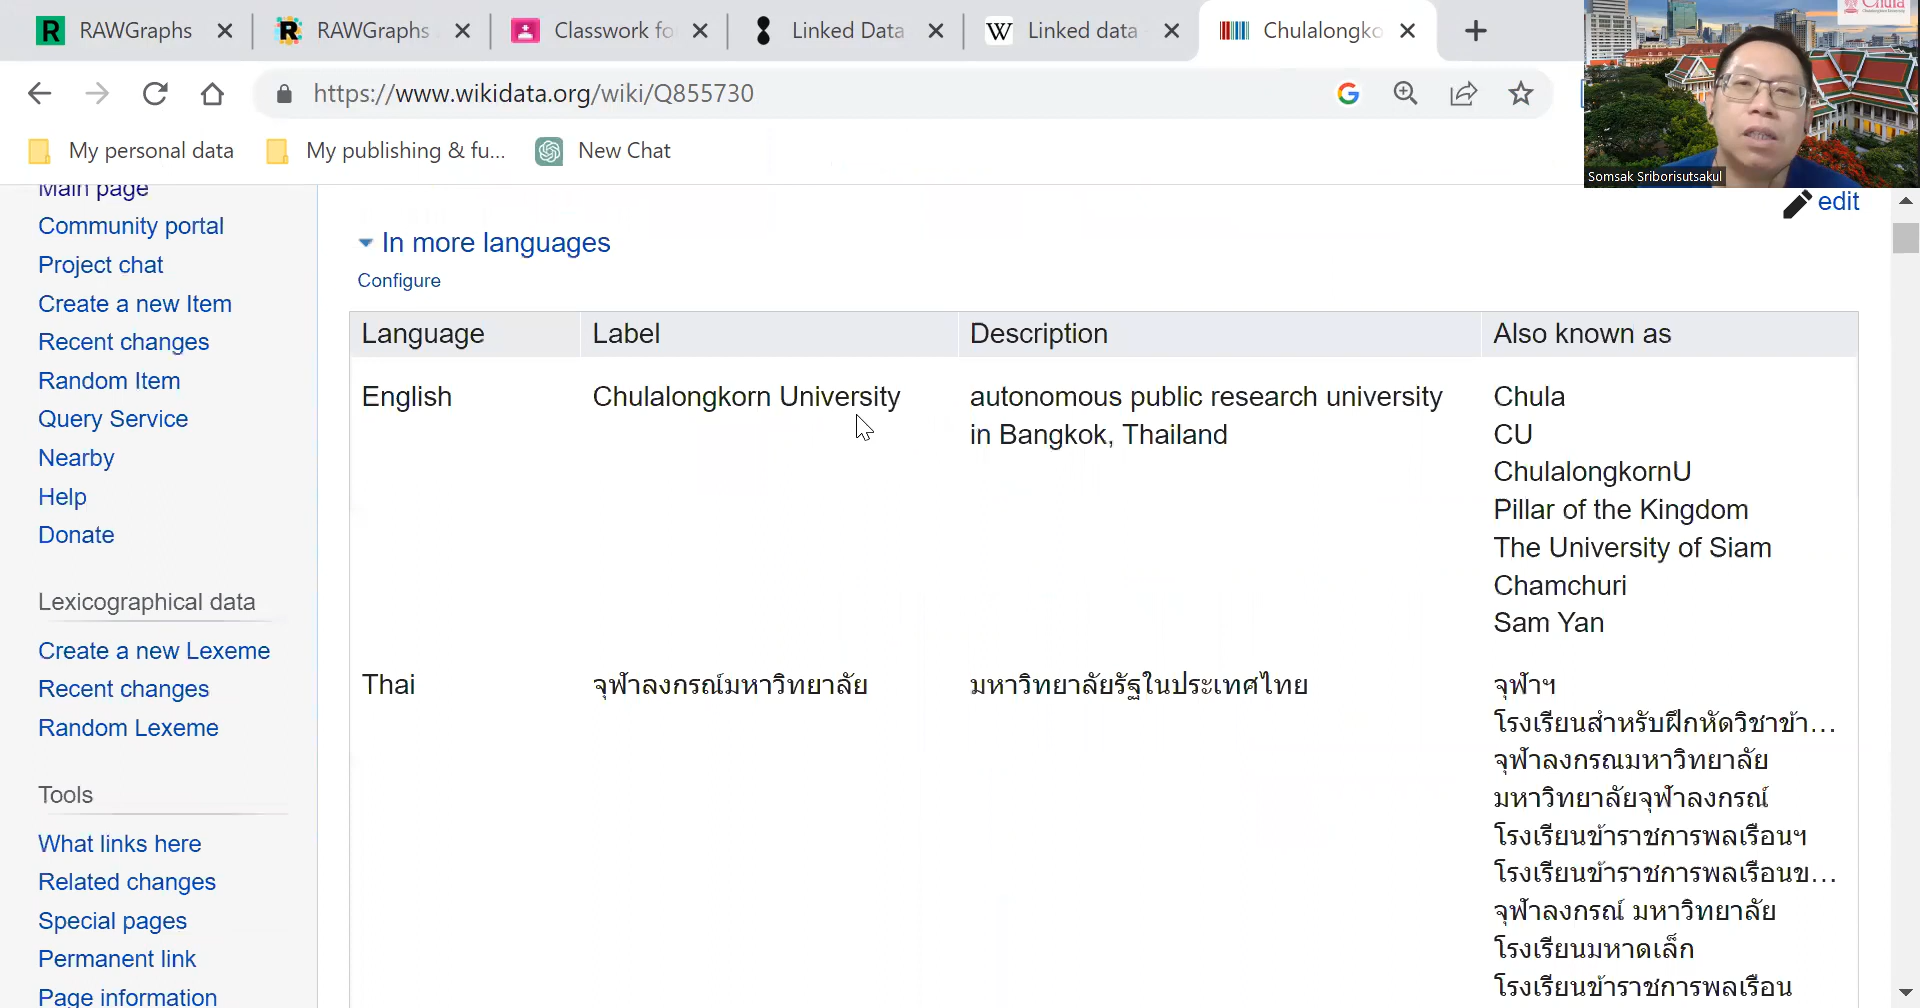 RAWGraphs
RAWGraphs
Classwork fo
Linked Data
Linked data
Chulalongko
https://www.wikidata.org/wiki/Q855730
My personal data
My publishing & fu...
New Chat
Chula
Somsak Sriborisutsakul
Main page
Community portal
Project chat
Create a new Item
Recent changes
Random Item
Query Service
Nearby
Help
Donate
Lexicographical data
Create a new Lexeme
Recent changes
Random Lexeme
Tools
What links here
Related changes
Special pages
Permanent link
Page information
edit
In more languages
Configure
Language Label Description Also known as
English Chulalongkorn University autonomous public research university Chula
in Bangkok, Thailand CU
ChulalongkornU
Pillar of the Kingdom
The University of Siam
Chamchuri
Sam Yan
Thai จุฬาลงกรณ์มหาวิทยาลัย มหาวิทยาลัยรัฐในประเทศไทย จุฬาฯ
โรงเรียนสำหรับฝึกหัดวิชาข้า...
จุฬาลงกรณมหาวิทยาลัย
มหาวิทยาลัยจุฬาลงกรณ์
โรงเรียนข้าราชการพลเรือนฯ
โรงเรียนข้าราชการพลเรือนข...
จุฬาลงกรณ์ มหาวิทยาลัย
โรงเรียนมหาดเล็ก
โรงเรียนข้าราชการพลเรือน